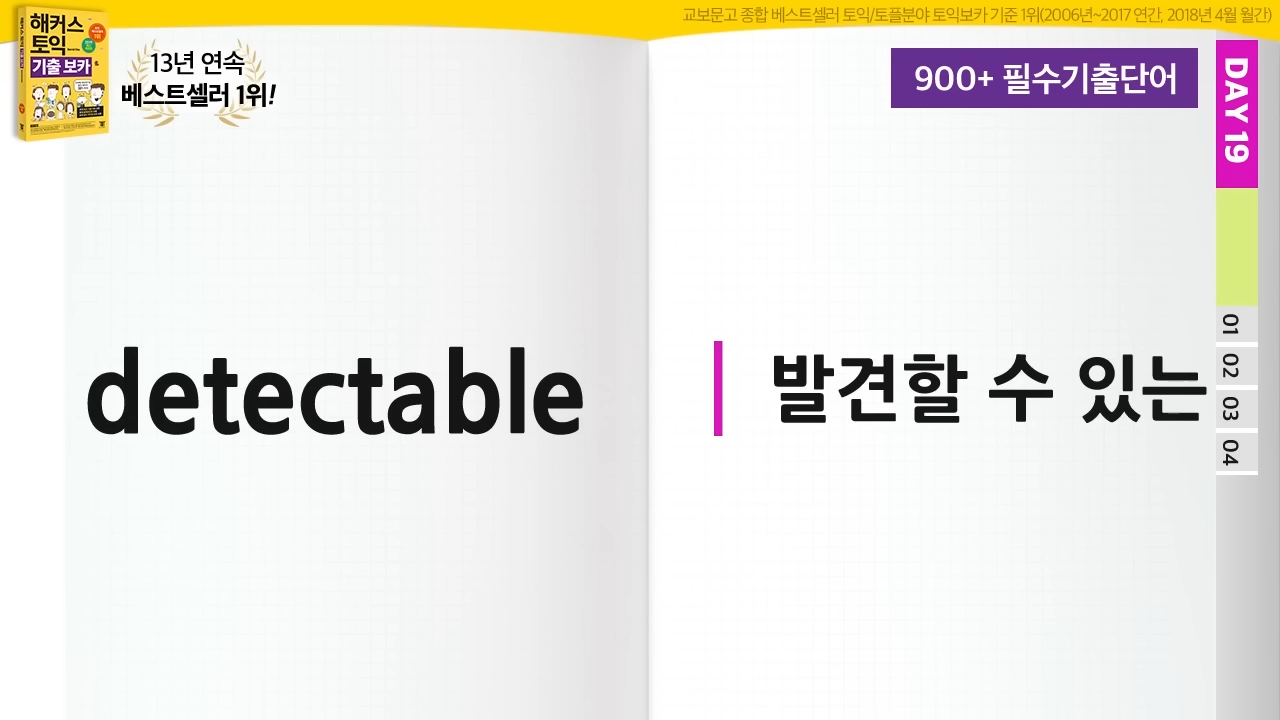 교보문고 종합 베스트셀러 토익/토플분야 토익보카 기준 1위(2006년~2017 연간, 2018년 4월 월간)
해커스
토익
기출 보카
13년 연속
베스트셀러 1위!
900+ 필수기출단어
DAY 19
detectable
발견할 수 있는
01
02
03
04